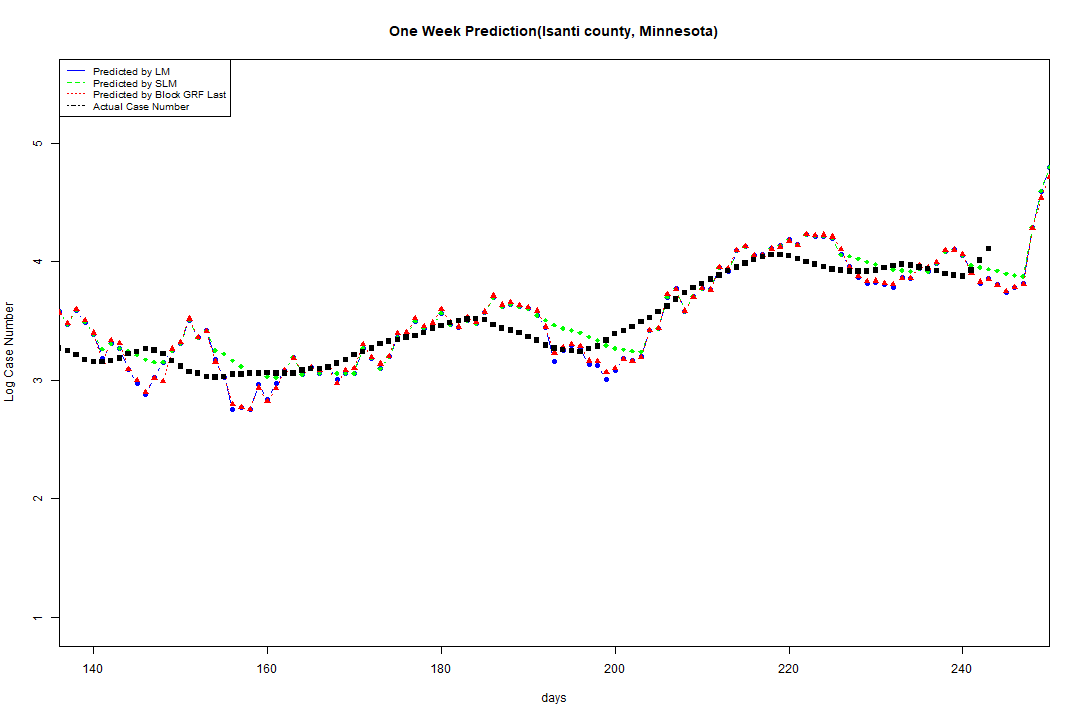 One Week Prediction(Isanti county, Minnesota)
Predicted by LM
Predicted by SLM
Predicted by Block GRF Last
Actual Case Number
5
4
3
2
1
Log Case Number
140 160 180 200 220 240
days